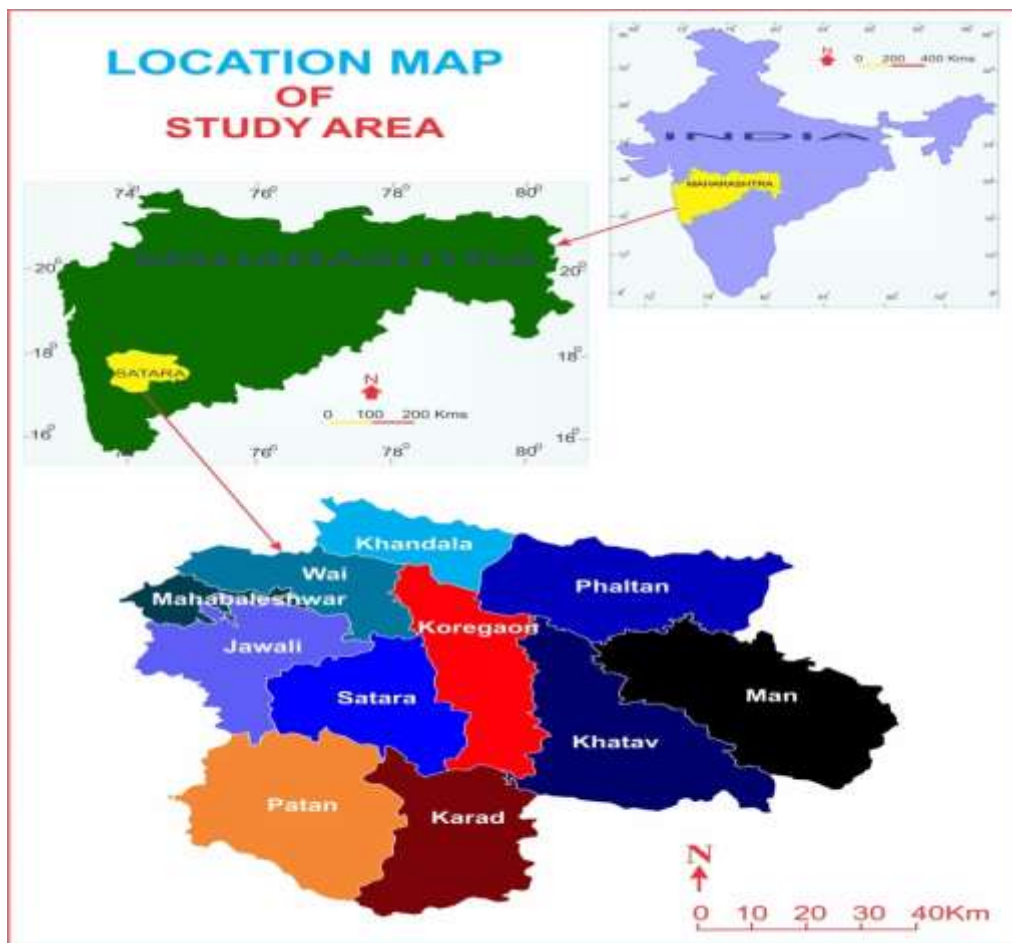 LOCATION MAP
OF
STUDY AREA
N
0 200 400 Kms
INDIA
MAHARASHTRA
74° 76° 78° 80°
20° 20°
SATARA
18° 18°
N
0 100 200 Kms
16° 16°
76° 78° 80°
Khandala
Wai
Phaltan
Mahabaleshwar
Koregaon
Jawali
Satara
Man
Khatav
Patan
Karad
N
0 10 20 30 40Km